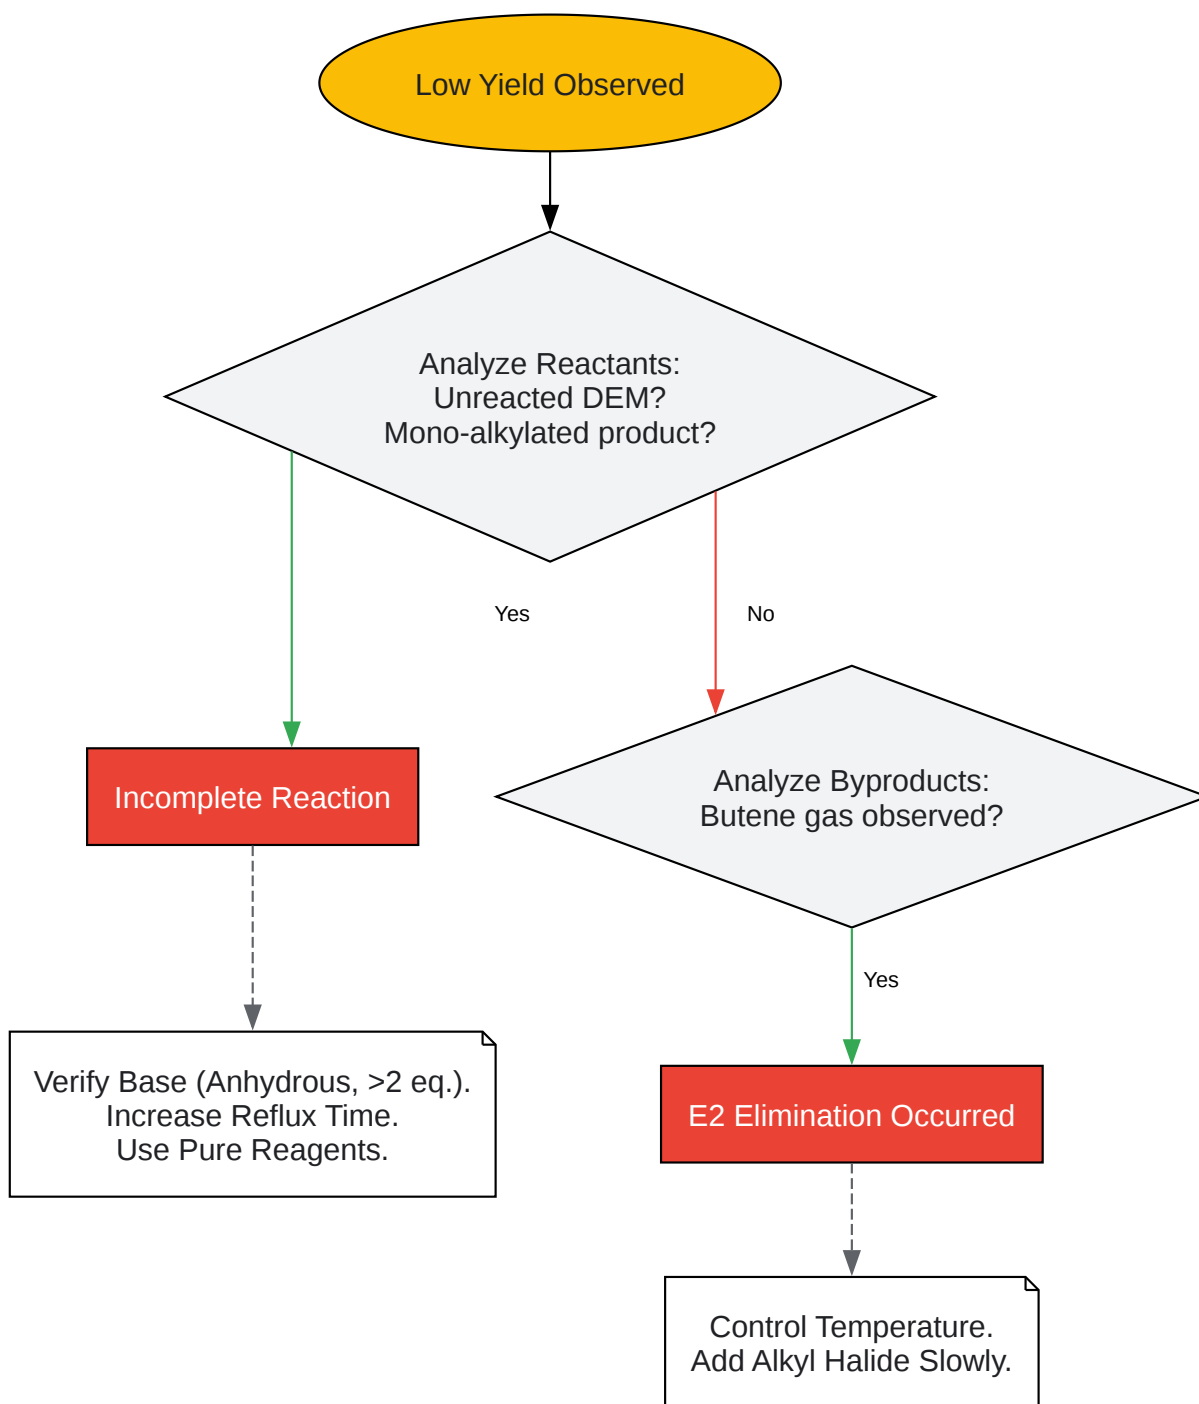 Low Yield Observed
Analyze Reactants:
Unreacted DEM?
Mono-alkylated product?
Yes
No
Incomplete Reaction
Analyze Byproducts:
Butene gas observed?
Yes
Verify Base (Anhydrous, >2 eq.).
Increase Reflux Time.
Use Pure Reagents.
E2 Elimination Occurred
Control Temperature.
Add Alkyl Halide Slowly.